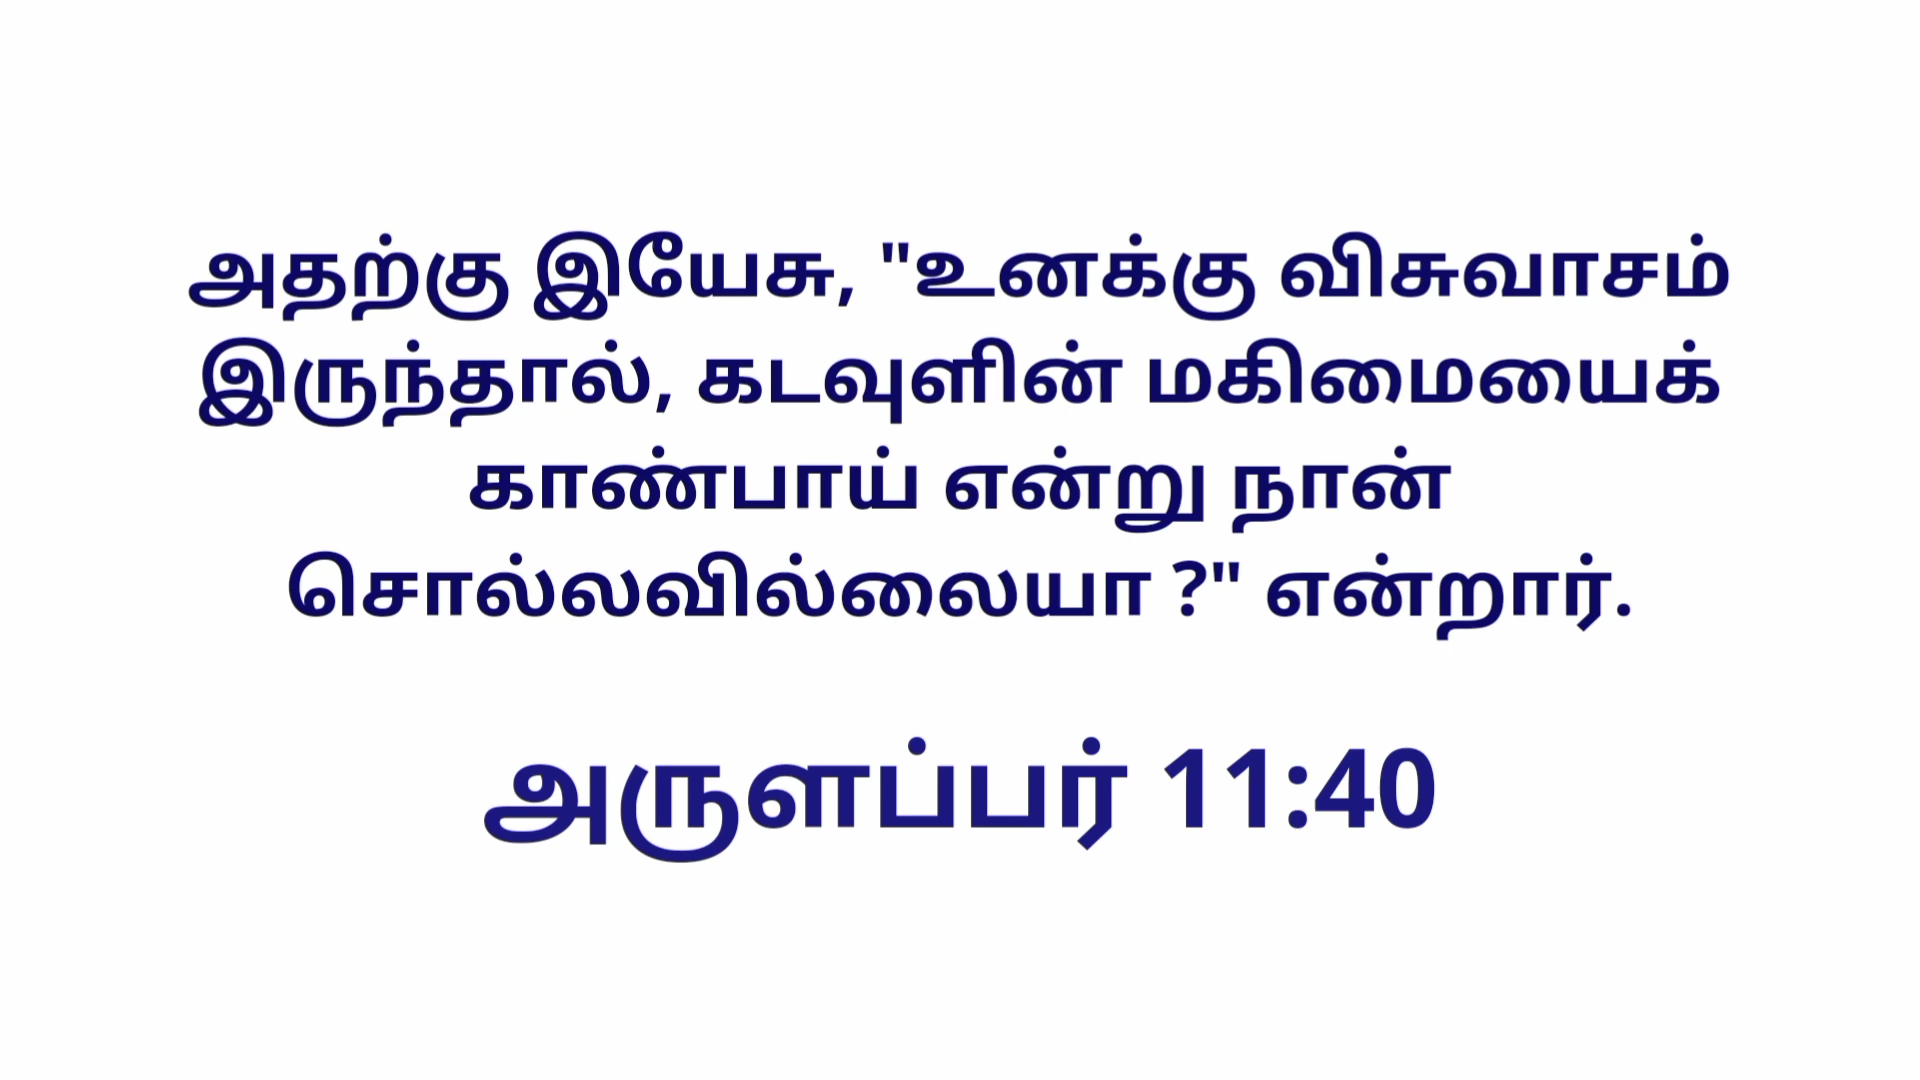 அதற்கு இயேசு, "உனக்கு விசுவாசம்
இருந்தால், கடவுளின் மகிமையைக்
காண்பாய் என்று நான்
சொல்லவில்லையா ?" என்றார்.
அருளப்பர் 11:40